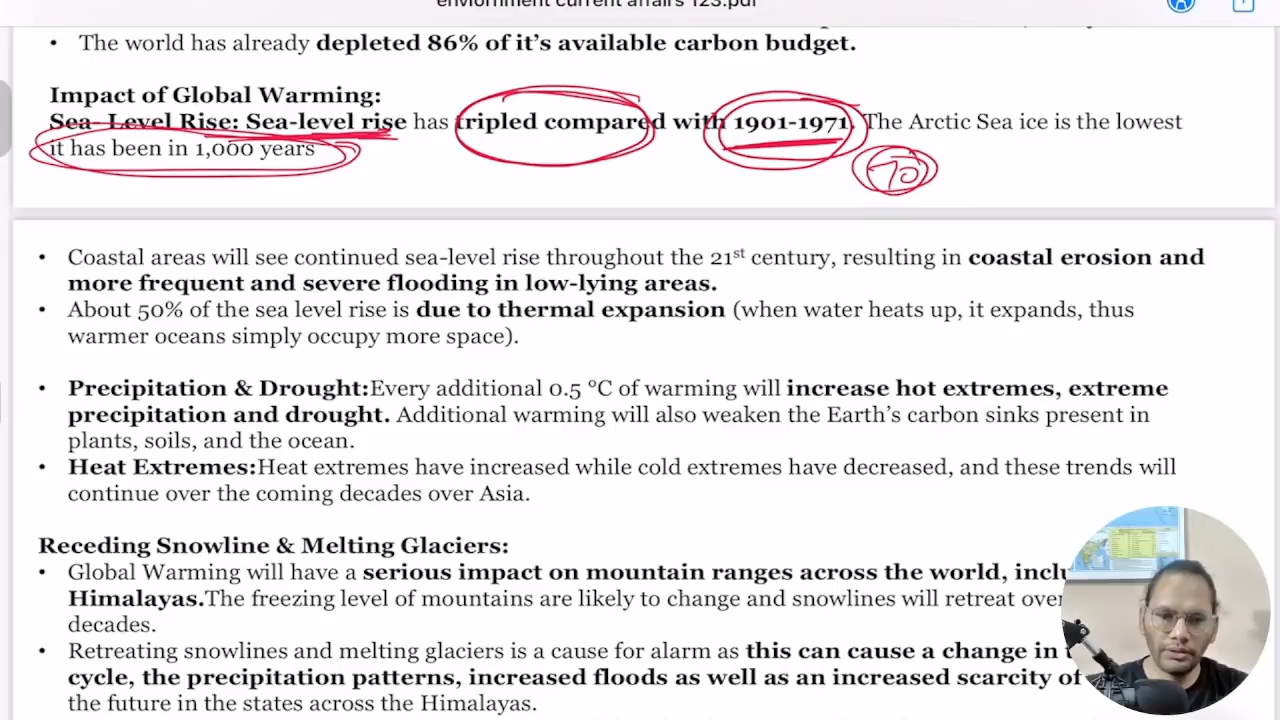 enviornment current affairs 123.pdf
• The world has already depleted 86% of it's available carbon budget.
Impact of Global Warming:
Sea- Level Rise: Sea-level rise has tripled compared with 1901-1971. The Arctic Sea ice is the lowest
it has been in 1,000 years
70
• Coastal areas will see continued sea-level rise throughout the 21st century, resulting in coastal erosion and
more frequent and severe flooding in low-lying areas.
• About 50% of the sea level rise is due to thermal expansion (when water heats up, it expands, thus
warmer oceans simply occupy more space).
• Precipitation & Drought:Every additional 0.5 °C of warming will increase hot extremes, extreme
precipitation and drought. Additional warming will also weaken the Earth's carbon sinks present in
plants, soils, and the ocean.
• Heat Extremes:Heat extremes have increased while cold extremes have decreased, and these trends will
continue over the coming decades over Asia.
Receding Snowline & Melting Glaciers:
• Global Warming will have a serious impact on mountain ranges across the world, inclu
Himalayas.The freezing level of mountains are likely to change and snowlines will retreat over
decades.
• Retreating snowlines and melting glaciers is a cause for alarm as this can cause a change in
cycle, the precipitation patterns, increased floods as well as an increased scarcity of
the future in the states across the Himalayas.